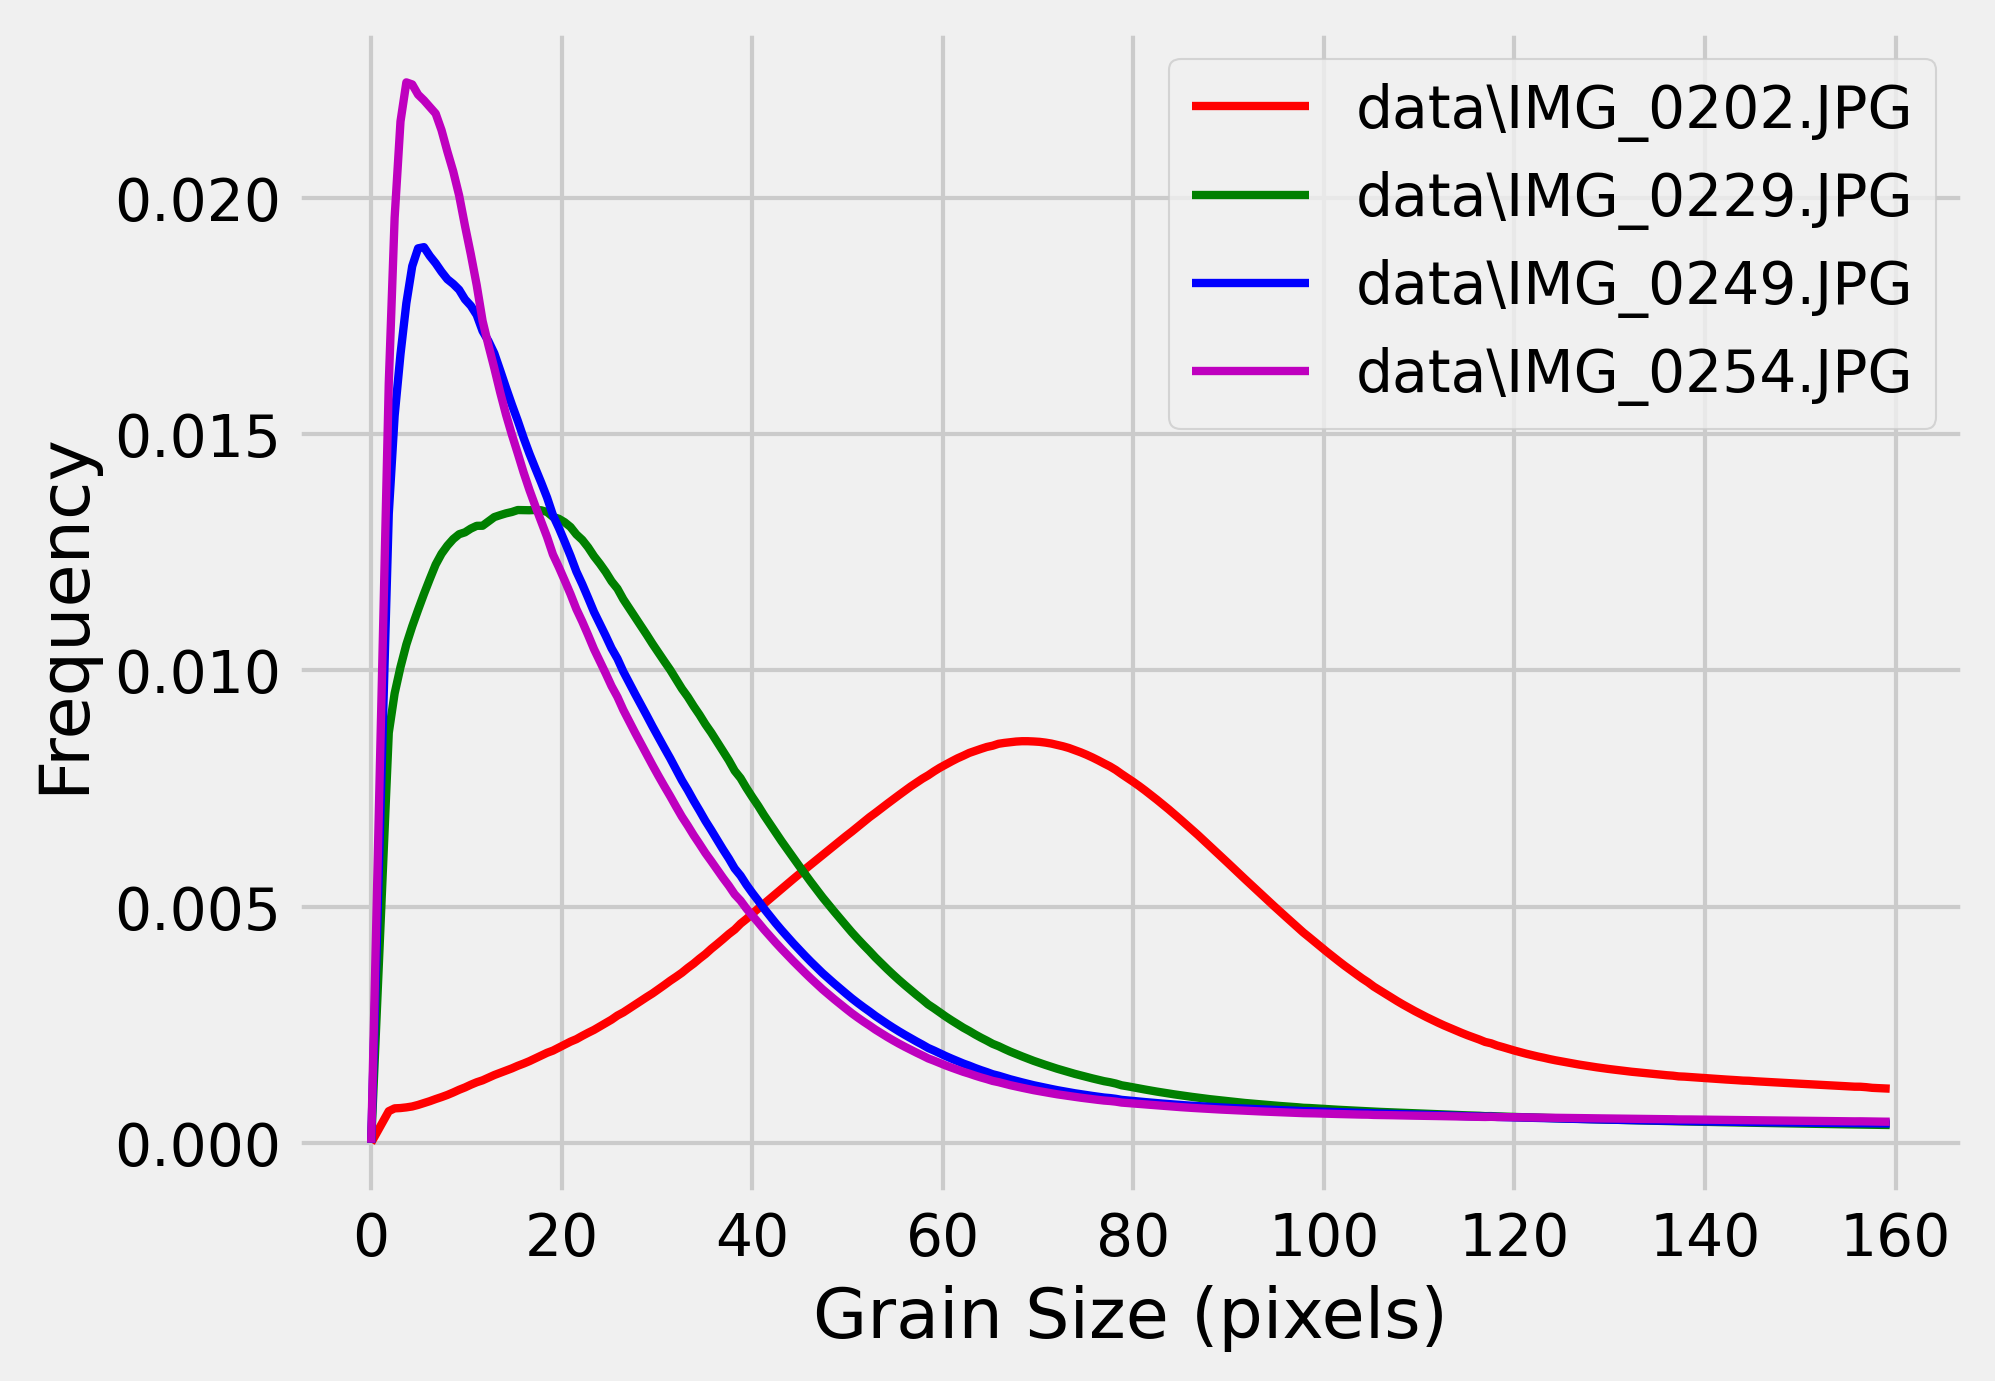 data\IMG_0202.JPG
data\IMG_0229.JPG
data\IMG_0249.JPG
data\IMG_0254.JPG
Frequency
0.020
0.015
0.010
0.005
0.000
0 20 40 60 80 100 120 140 160
Grain Size (pixels)